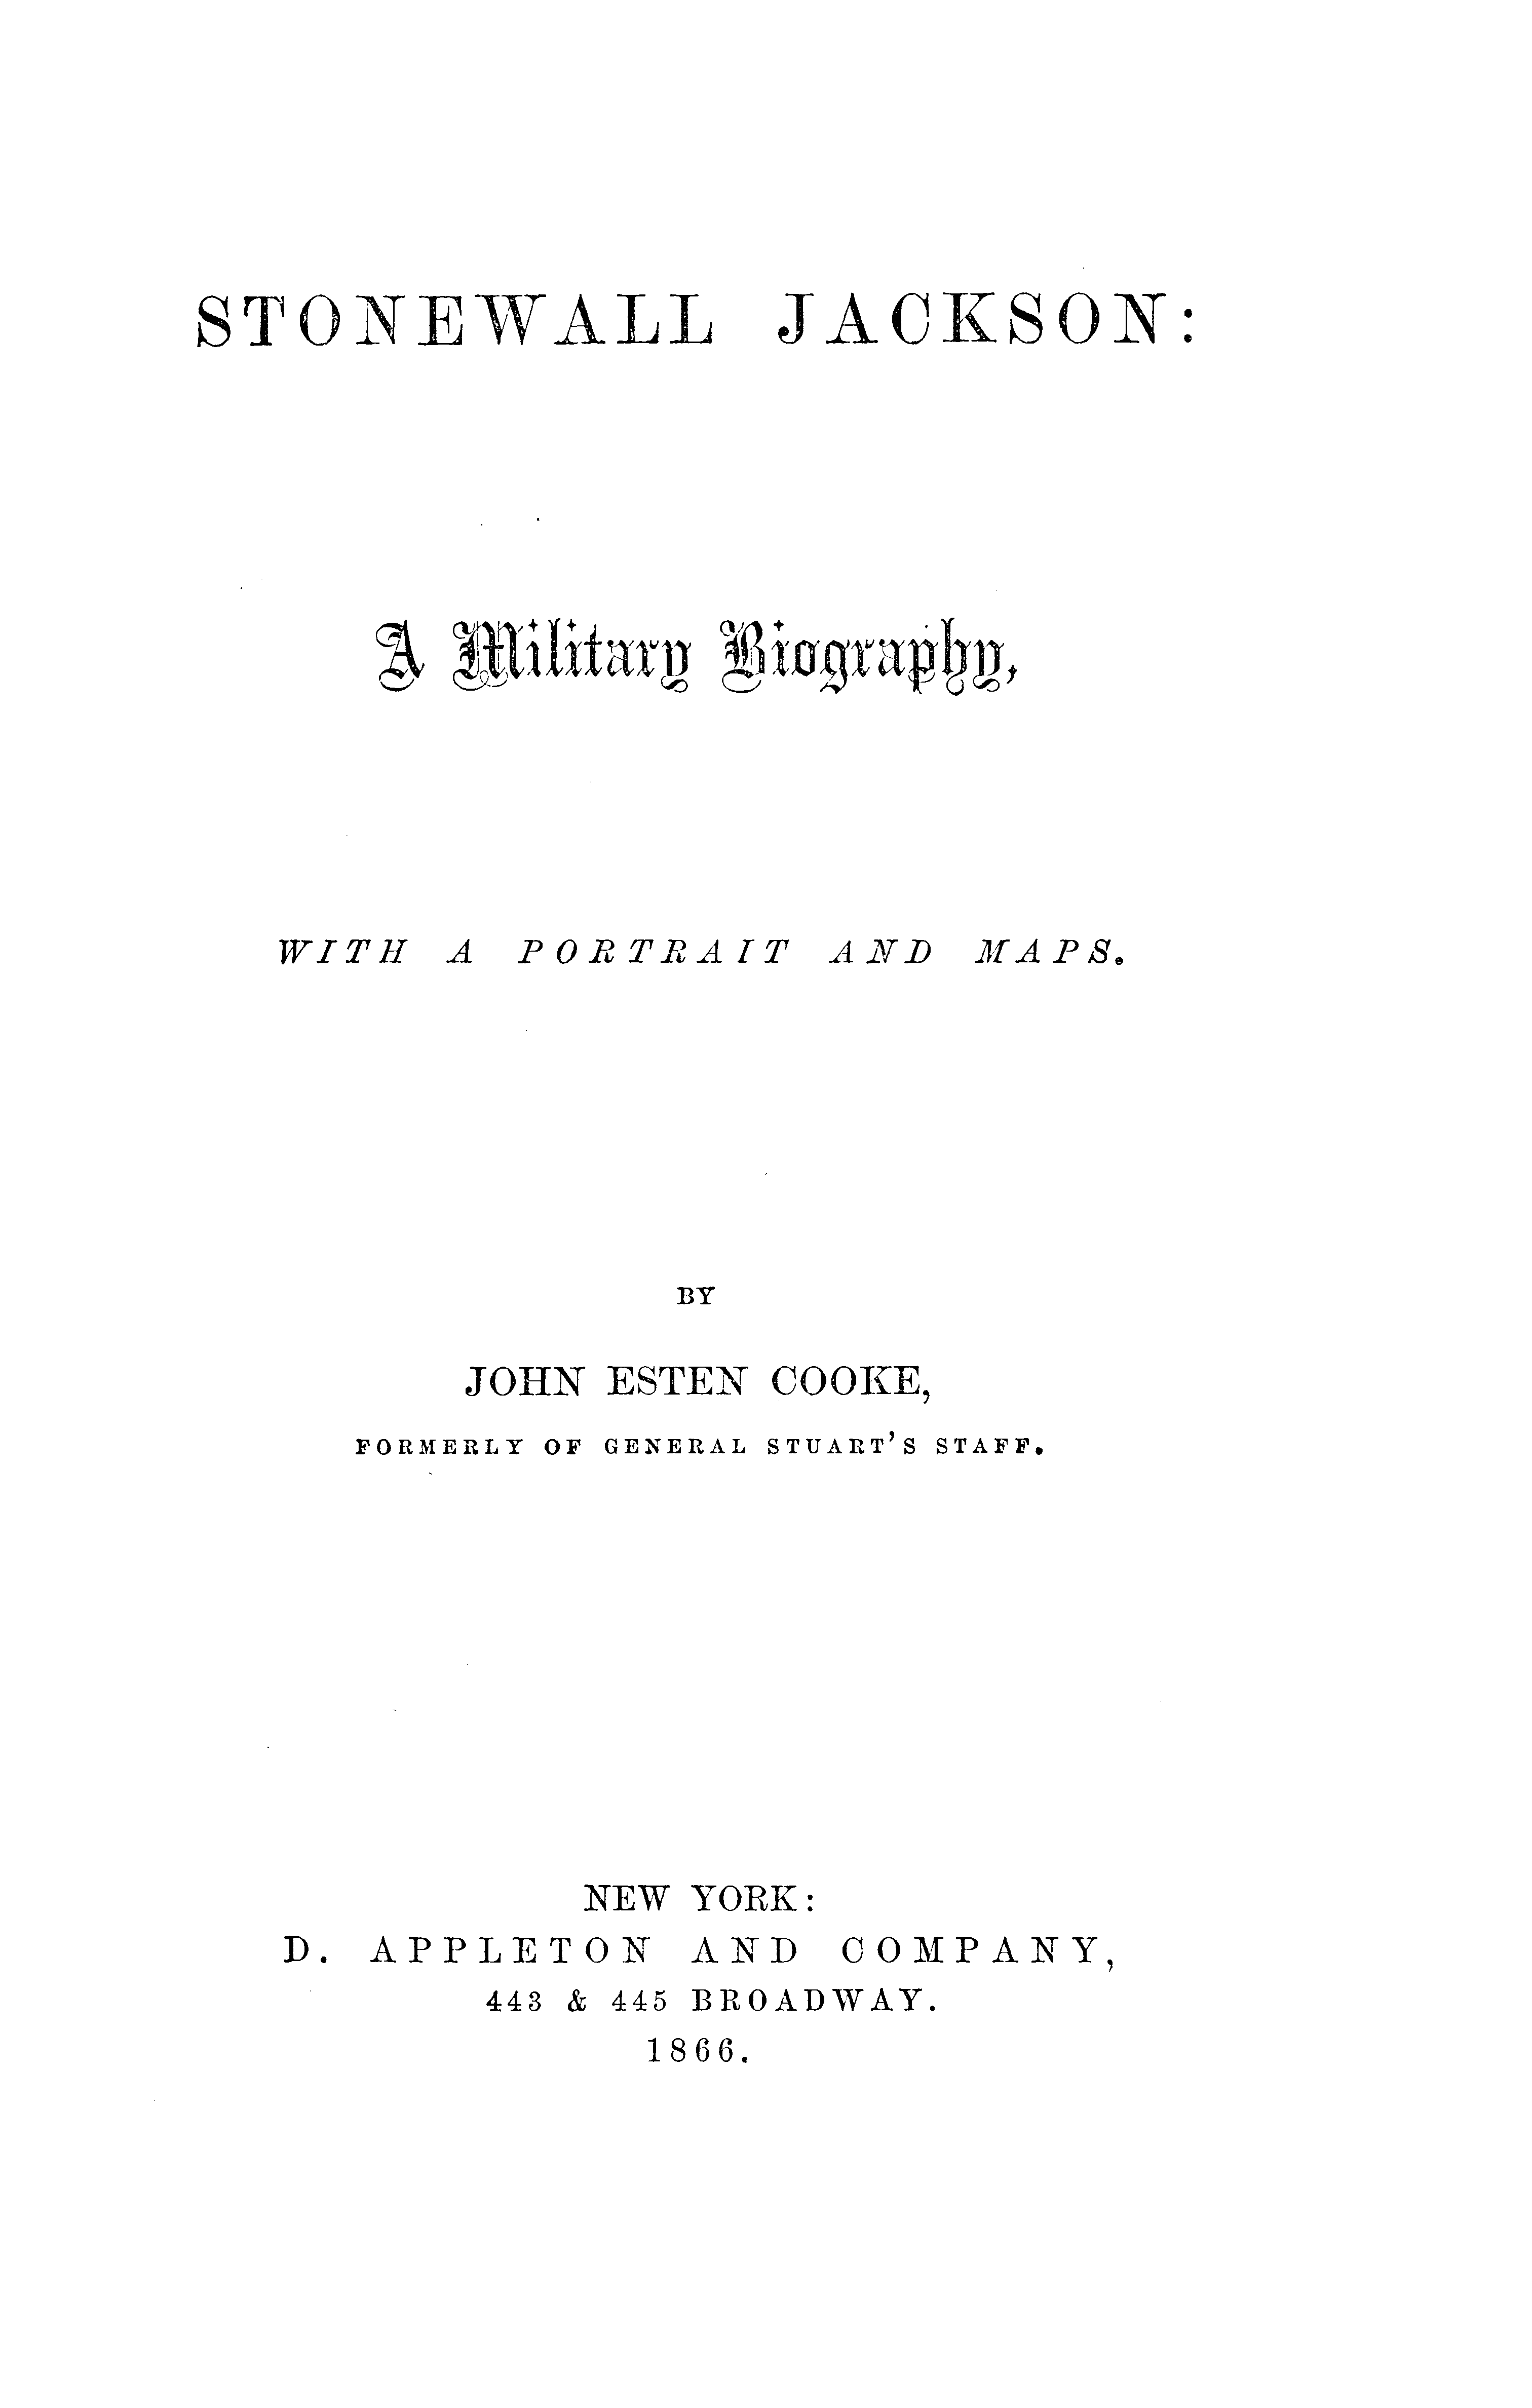 STONEWALL JACKSON:
A Military Biography,
WITH A PORTRAIT AND MAPS.
BY
JOHN ESTEN COOKE,
FORMERLY OF GENERAL STUART'S STAFF.
NEW YORK:
D. APPLETON AND COMPANY,
443 & 445 BROADWAY.
1866.